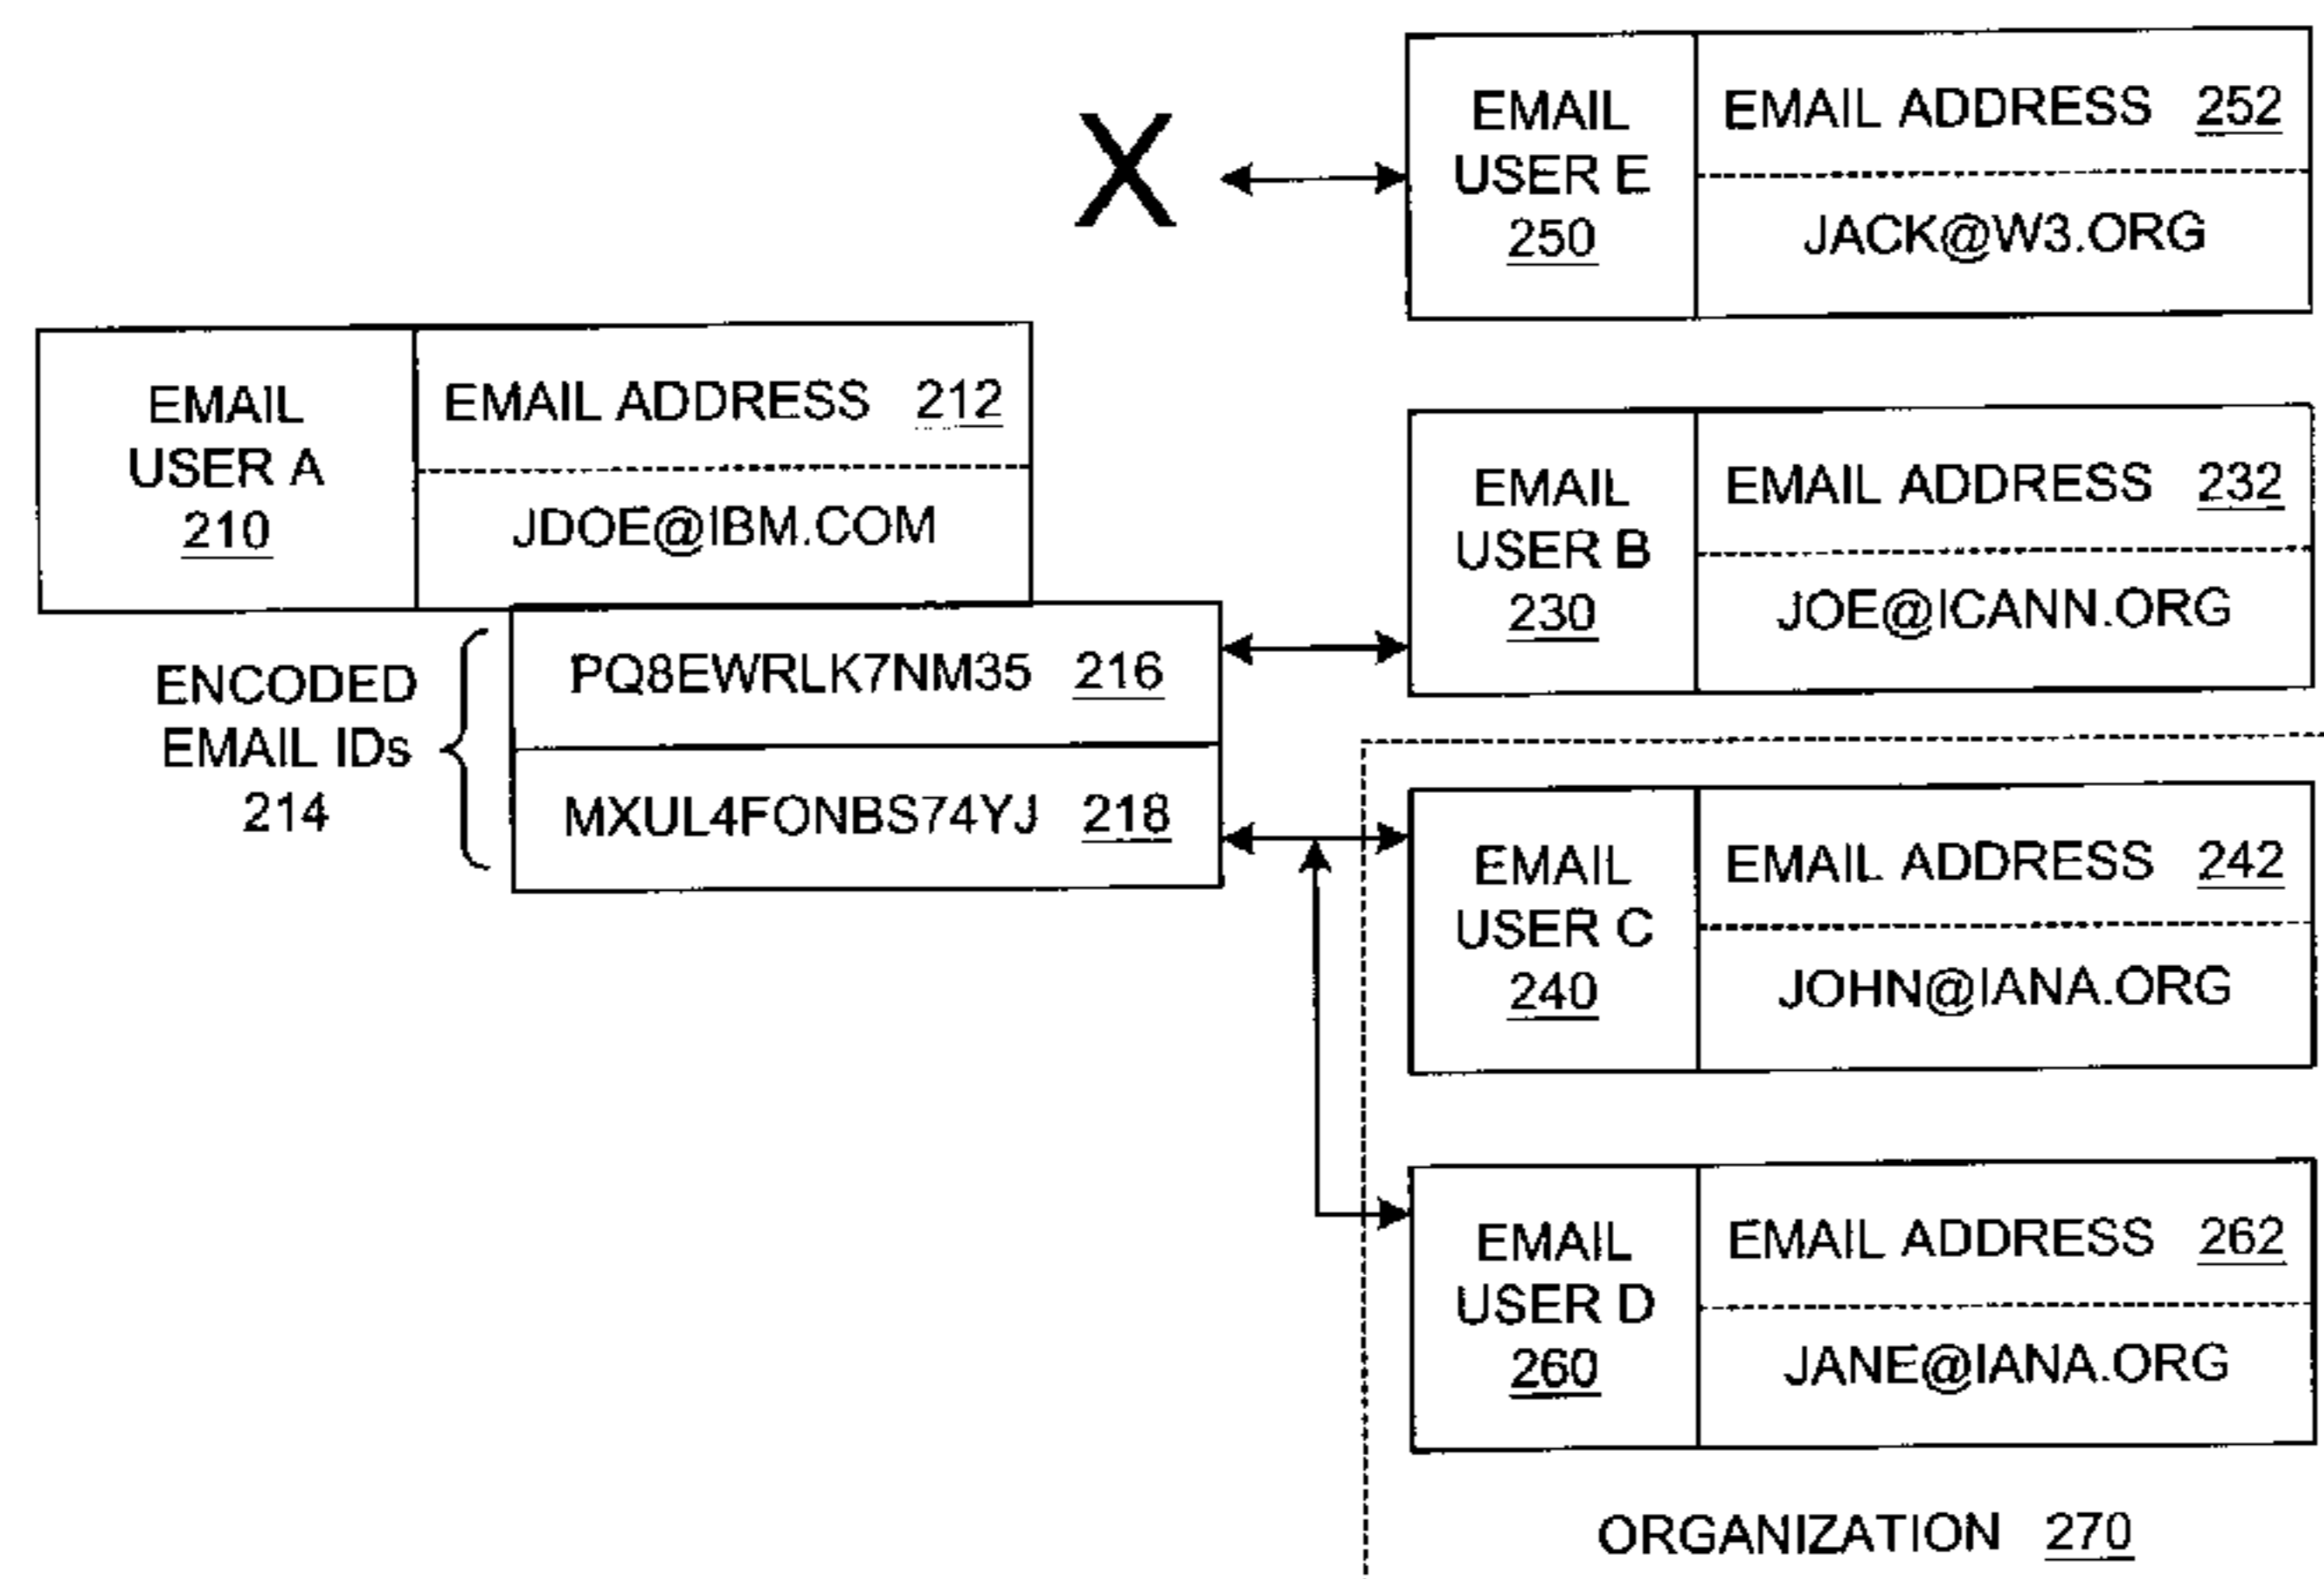 X
EMAIL
USER E
250
EMAIL ADDRESS 252
JACK@W3.ORG
EMAIL
USER A
210
EMAIL ADDRESS 212
JDOE@IBM.COM
ENCODED
EMAIL IDs
214
PQ8EWRLK7NM35 216
MXUL4FONBS74YJ 218
EMAIL
USER B
230
EMAIL ADDRESS 232
JOE@ICANN.ORG
EMAIL
USER C
240
EMAIL ADDRESS 242
JOHN@IANA.ORG
EMAIL
USER D
260
EMAIL ADDRESS 262
JANE@IANA.ORG
ORGANIZATION 270